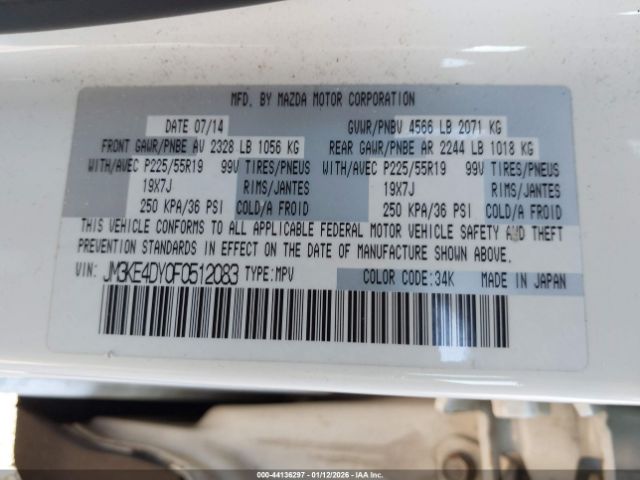 MFD. BY MAZDA MOTOR CORPORATION
DATE 07/14 GVWR/PNBV 4566 LB 2071 KG
FRONT GAWR/PNBE AV 2328 LB 1056 KG REAR GAWR/PNBE AR 2244 LB 1018 KG
WITH/AVEC P225/55R19 99V TIRES/PNEUS WITH/AVEC P225/55R19 99V TIRES/PNEUS
19X7J RIMS/JANTES 19X7J RIMS/JANTES
250 KPA/36 PSI COLD/A FROID 250 KPA/36 PSI COLD/A FROID
THIS VEHICLE CONFORMS TO ALL APPLICABLE FEDERAL MOTOR VEHICLE SAFETY AND THEFT
PREVENTION STANDARDS IN EFFECT ON THE DATE OF MANUFACTURE SHOWN ABOVE.
VIN: JM3KE4DY0F0512083 TYPE:MPV COLOR CODE:34K MADE IN JAPAN
000-44136297 - 01/12/2026 - IAAI.COM